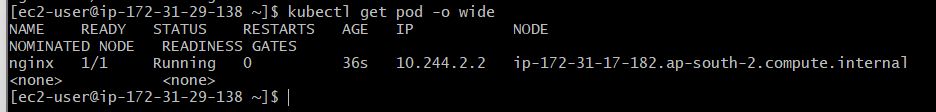 [ec2-user@ip-172-31-29-138 ~]$ kubectl get pod -o wide
NAME    READY   STATUS    RESTARTS   AGE   IP           NODE
NOMINATED NODE   READINESS GATES
nginx   1/1     Running   0          36s   10.244.2.2   ip-172-31-17-182.ap-south-2.compute.internal
<none>           <none>
[ec2-user@ip-172-31-29-138 ~]$